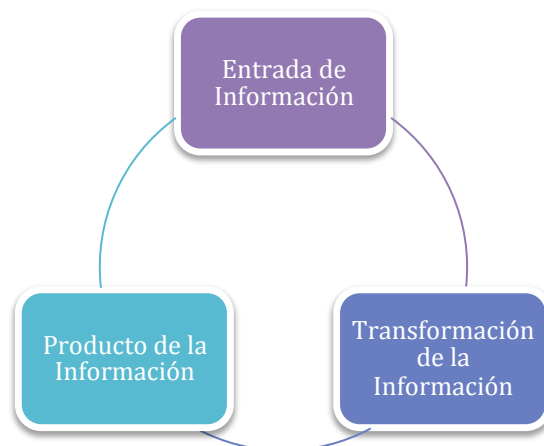 Entrada de
Información
Producto de la
Información
Transformación
de la
Información